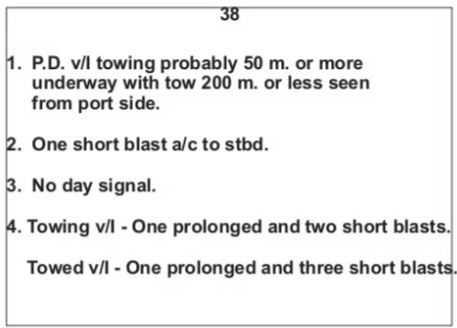 38
1. P.D. v/l towing probably 50 m. or more
underway with tow 200 m. or less seen
from port side.
2. One short blast a/c to stbd.
3. No day signal.
4. Towing v/l - One prolonged and two short blasts.
Towed v/l - One prolonged and three short blasts.